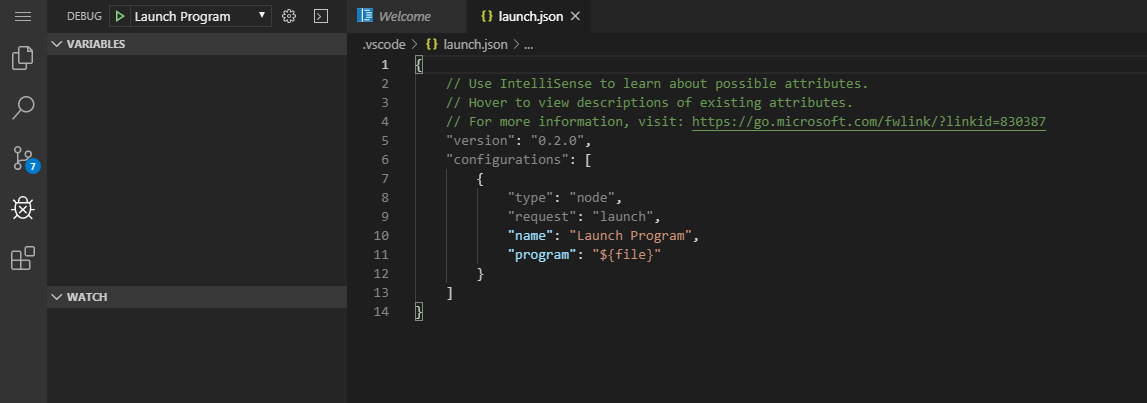 DEBUG Launch Program
Welcome
launch.json
VARIABLES
.vscode > {} launch.json > ...
1 {
2 // Use IntelliSense to learn about possible attributes.
3 // Hover to view descriptions of existing attributes.
4 // For more information, visit: https://go.microsoft.com/fwlink/?linkid=830387
5 "version": "0.2.0",
6 "configurations": [
7 {
8 "type": "node",
9 "request": "launch",
10 "name": "Launch Program",
11 "program": "${file}"
12 }
13 ]
14 }
7
WATCH